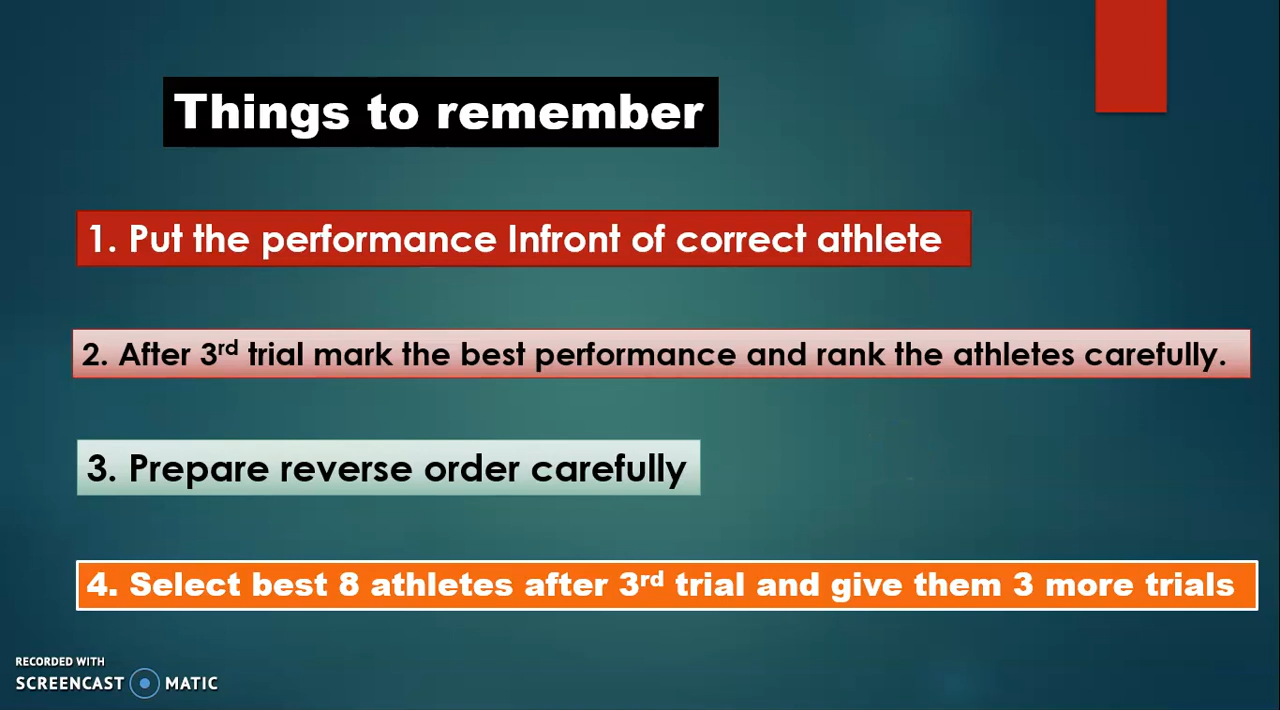 Things to remember
1. Put the performance Infront of correct athlete
2. After 3rd trial mark the best performance and rank the athletes carefully.
3. Prepare reverse order carefully
4. Select best 8 athletes after 3rd trial and give them 3 more trials
RECORDED WITH
SCREENCAST MATIC